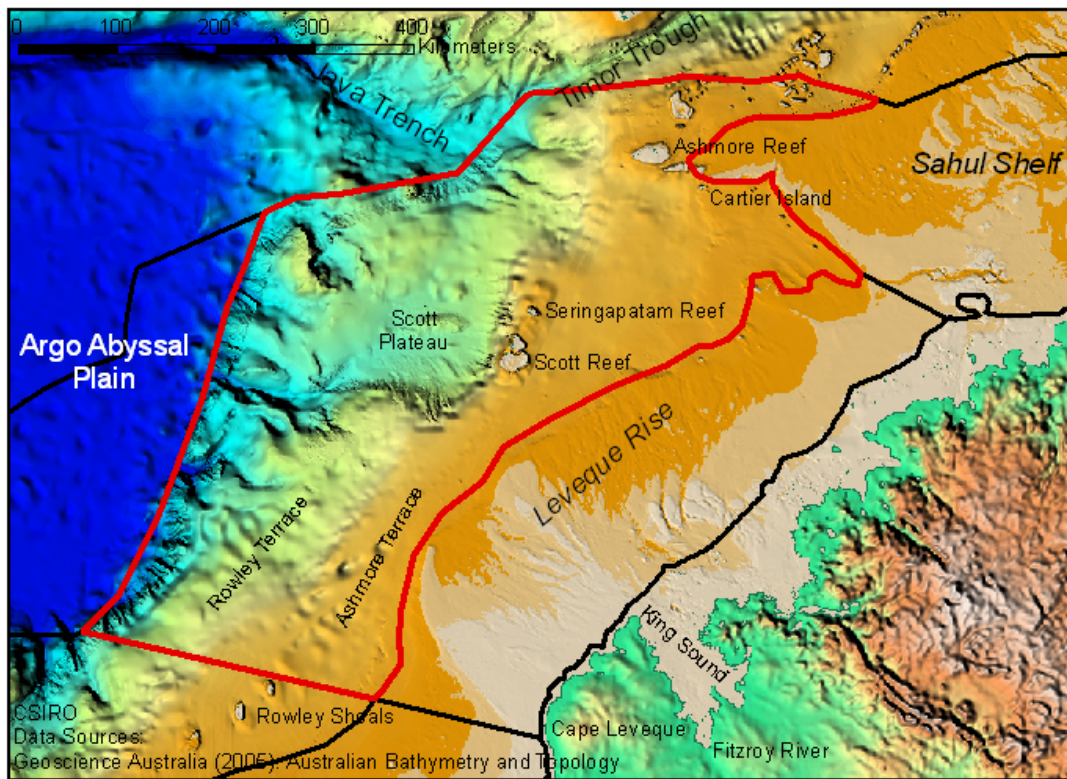 0 100 200 300 400
Kilometers
Java Trench
Timor Trough
Ashmore Reef
Sahul Shelf
Cartier Island
Seringapatam Reef
Scott
Plateau
Scott Reef
Argo Abyssal
Plain
Leveque Rise
Rowley Terrace
Ashmore Terrace
King Sound
Rowley Shoals
Cape Leveque
Fitzroy River
CSIRO
Data Sources:
Geoscience Australia (2005). Australian Bathymetry and Topology